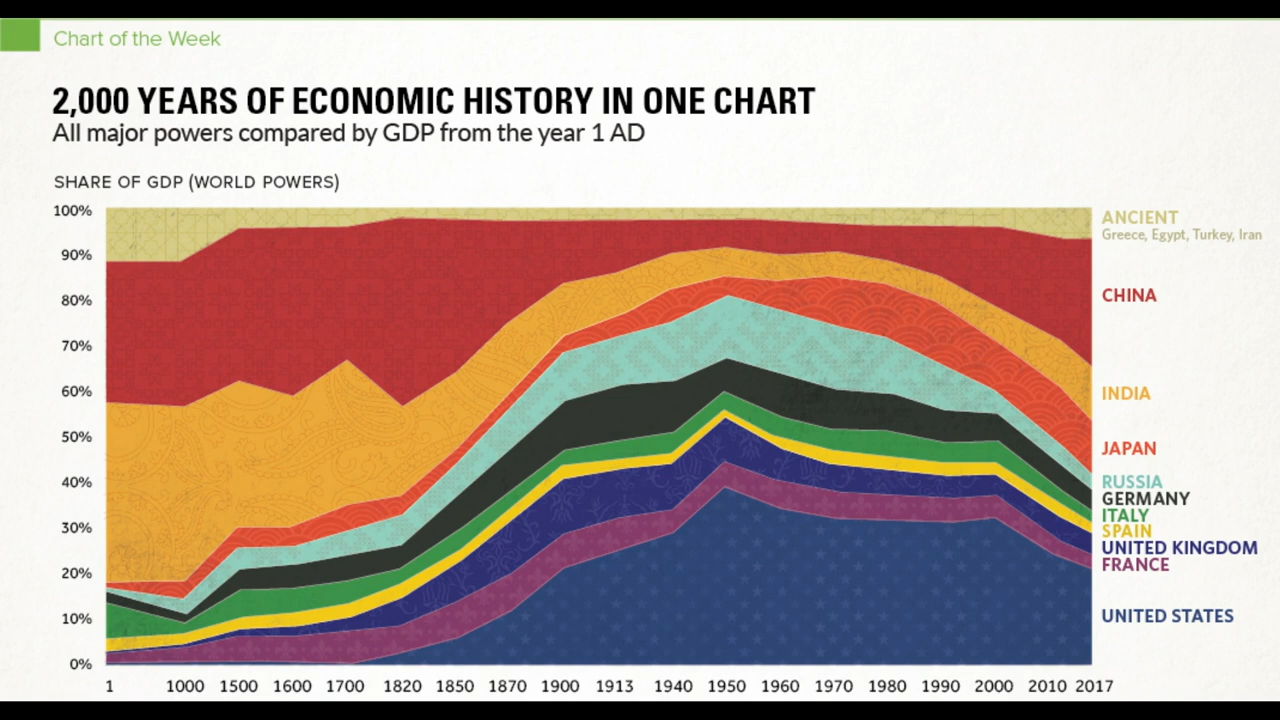 Chart of the Week
2,000 YEARS OF ECONOMIC HISTORY IN ONE CHART
All major powers compared by GDP from the year 1 AD
SHARE OF GDP (WORLD POWERS)
100%
90%
80%
70%
60%
50%
40%
30%
20%
10%
0%
ANCIENT
Greece, Egypt, Turkey, Iran
CHINA
INDIA
JAPAN
RUSSIA
GERMANY
ITALY
SPAIN
UNITED KINGDOM
FRANCE
UNITED STATES
1 1000 1500 1600 1700 1820 1850 1870 1900 1913 1940 1950 1960 1970 1980 1990 2000 2010 2017